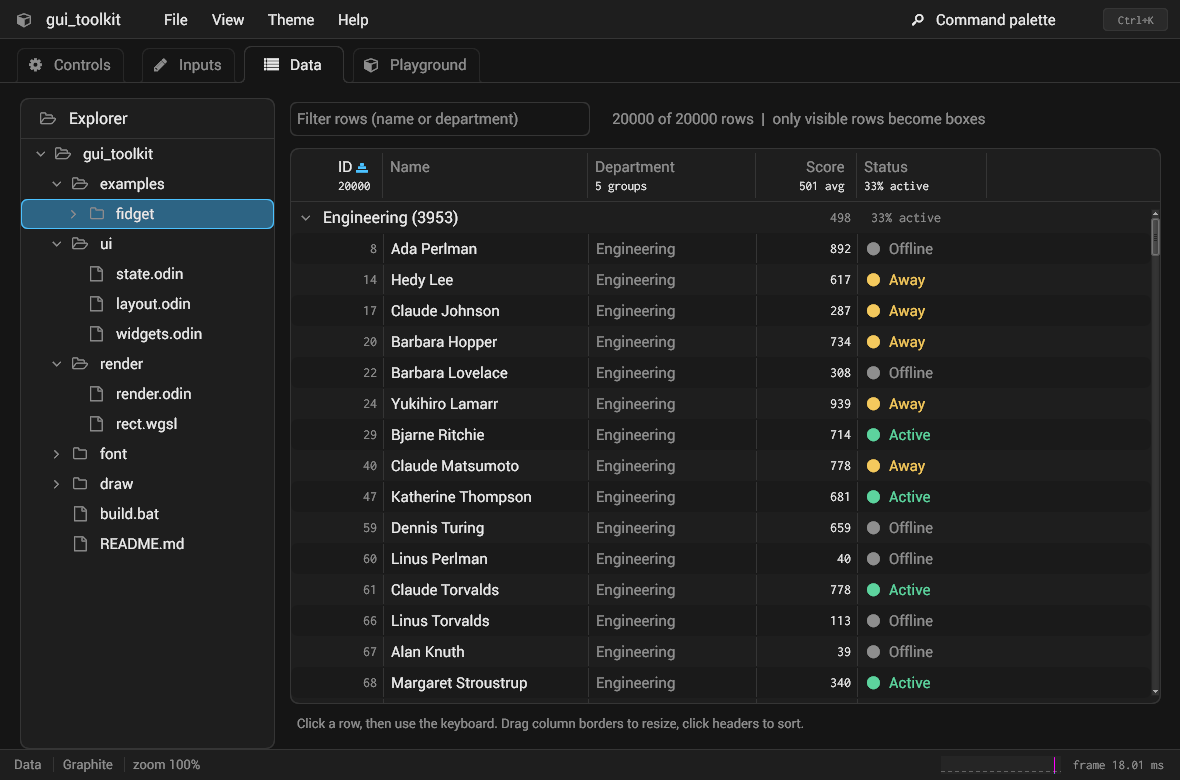 gui_toolkit File View Theme Help Command palette Ctrl+K
Controls Inputs Data Playground
Explorer
gui_toolkit
examples
fidget
ui
state.odin
layout.odin
widgets.odin
render
render.odin
rect.wgsl
font
draw
build.bat
README.md
Filter rows (name or department) 20000 of 20000 rows | only visible rows become boxes
ID Name Department Score Status
20000 5 groups 501 avg 33% active
Engineering (3953) 498 33% active
8 Ada Perlman Engineering 892 Offline
14 Hedy Lee Engineering 617 Away
17 Claude Johnson Engineering 287 Away
20 Barbara Hopper Engineering 734 Away
22 Barbara Lovelace Engineering 308 Offline
24 Yukihiro Lamarr Engineering 939 Away
29 Bjarne Ritchie Engineering 714 Active
40 Claude Matsumoto Engineering 778 Away
47 Katherine Thompson Engineering 681 Active
59 Dennis Turing Engineering 659 Offline
60 Linus Perlman Engineering 40 Offline
61 Claude Torvalds Engineering 778 Active
66 Linus Torvalds Engineering 113 Offline
67 Alan Knuth Engineering 39 Offline
68 Margaret Stroustrup Engineering 340 Active
Click a row, then use the keyboard. Drag column borders to resize, click headers to sort.
Data Graphite zoom 100% frame 18.01 ms